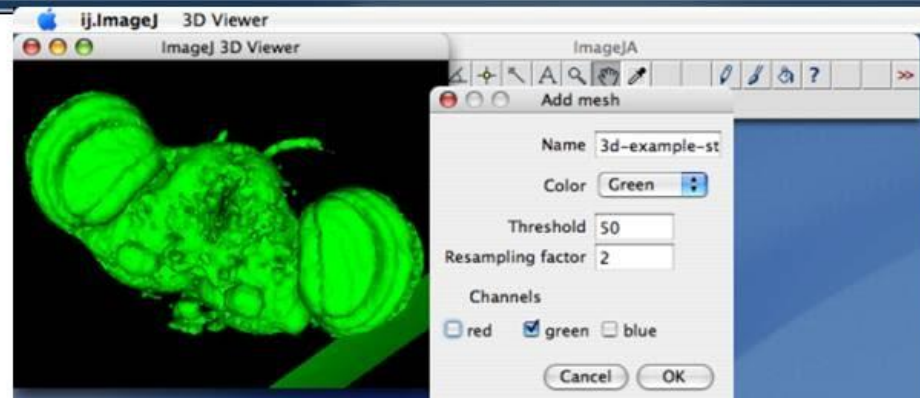 ij.ImageJ 3D Viewer
ImageJ 3D Viewer
ImageJA
A ?
>>
Add mesh
Name 3d-example-st
Color Green
Threshold 50
Resampling factor 2
Channels
red green blue
Cancel OK